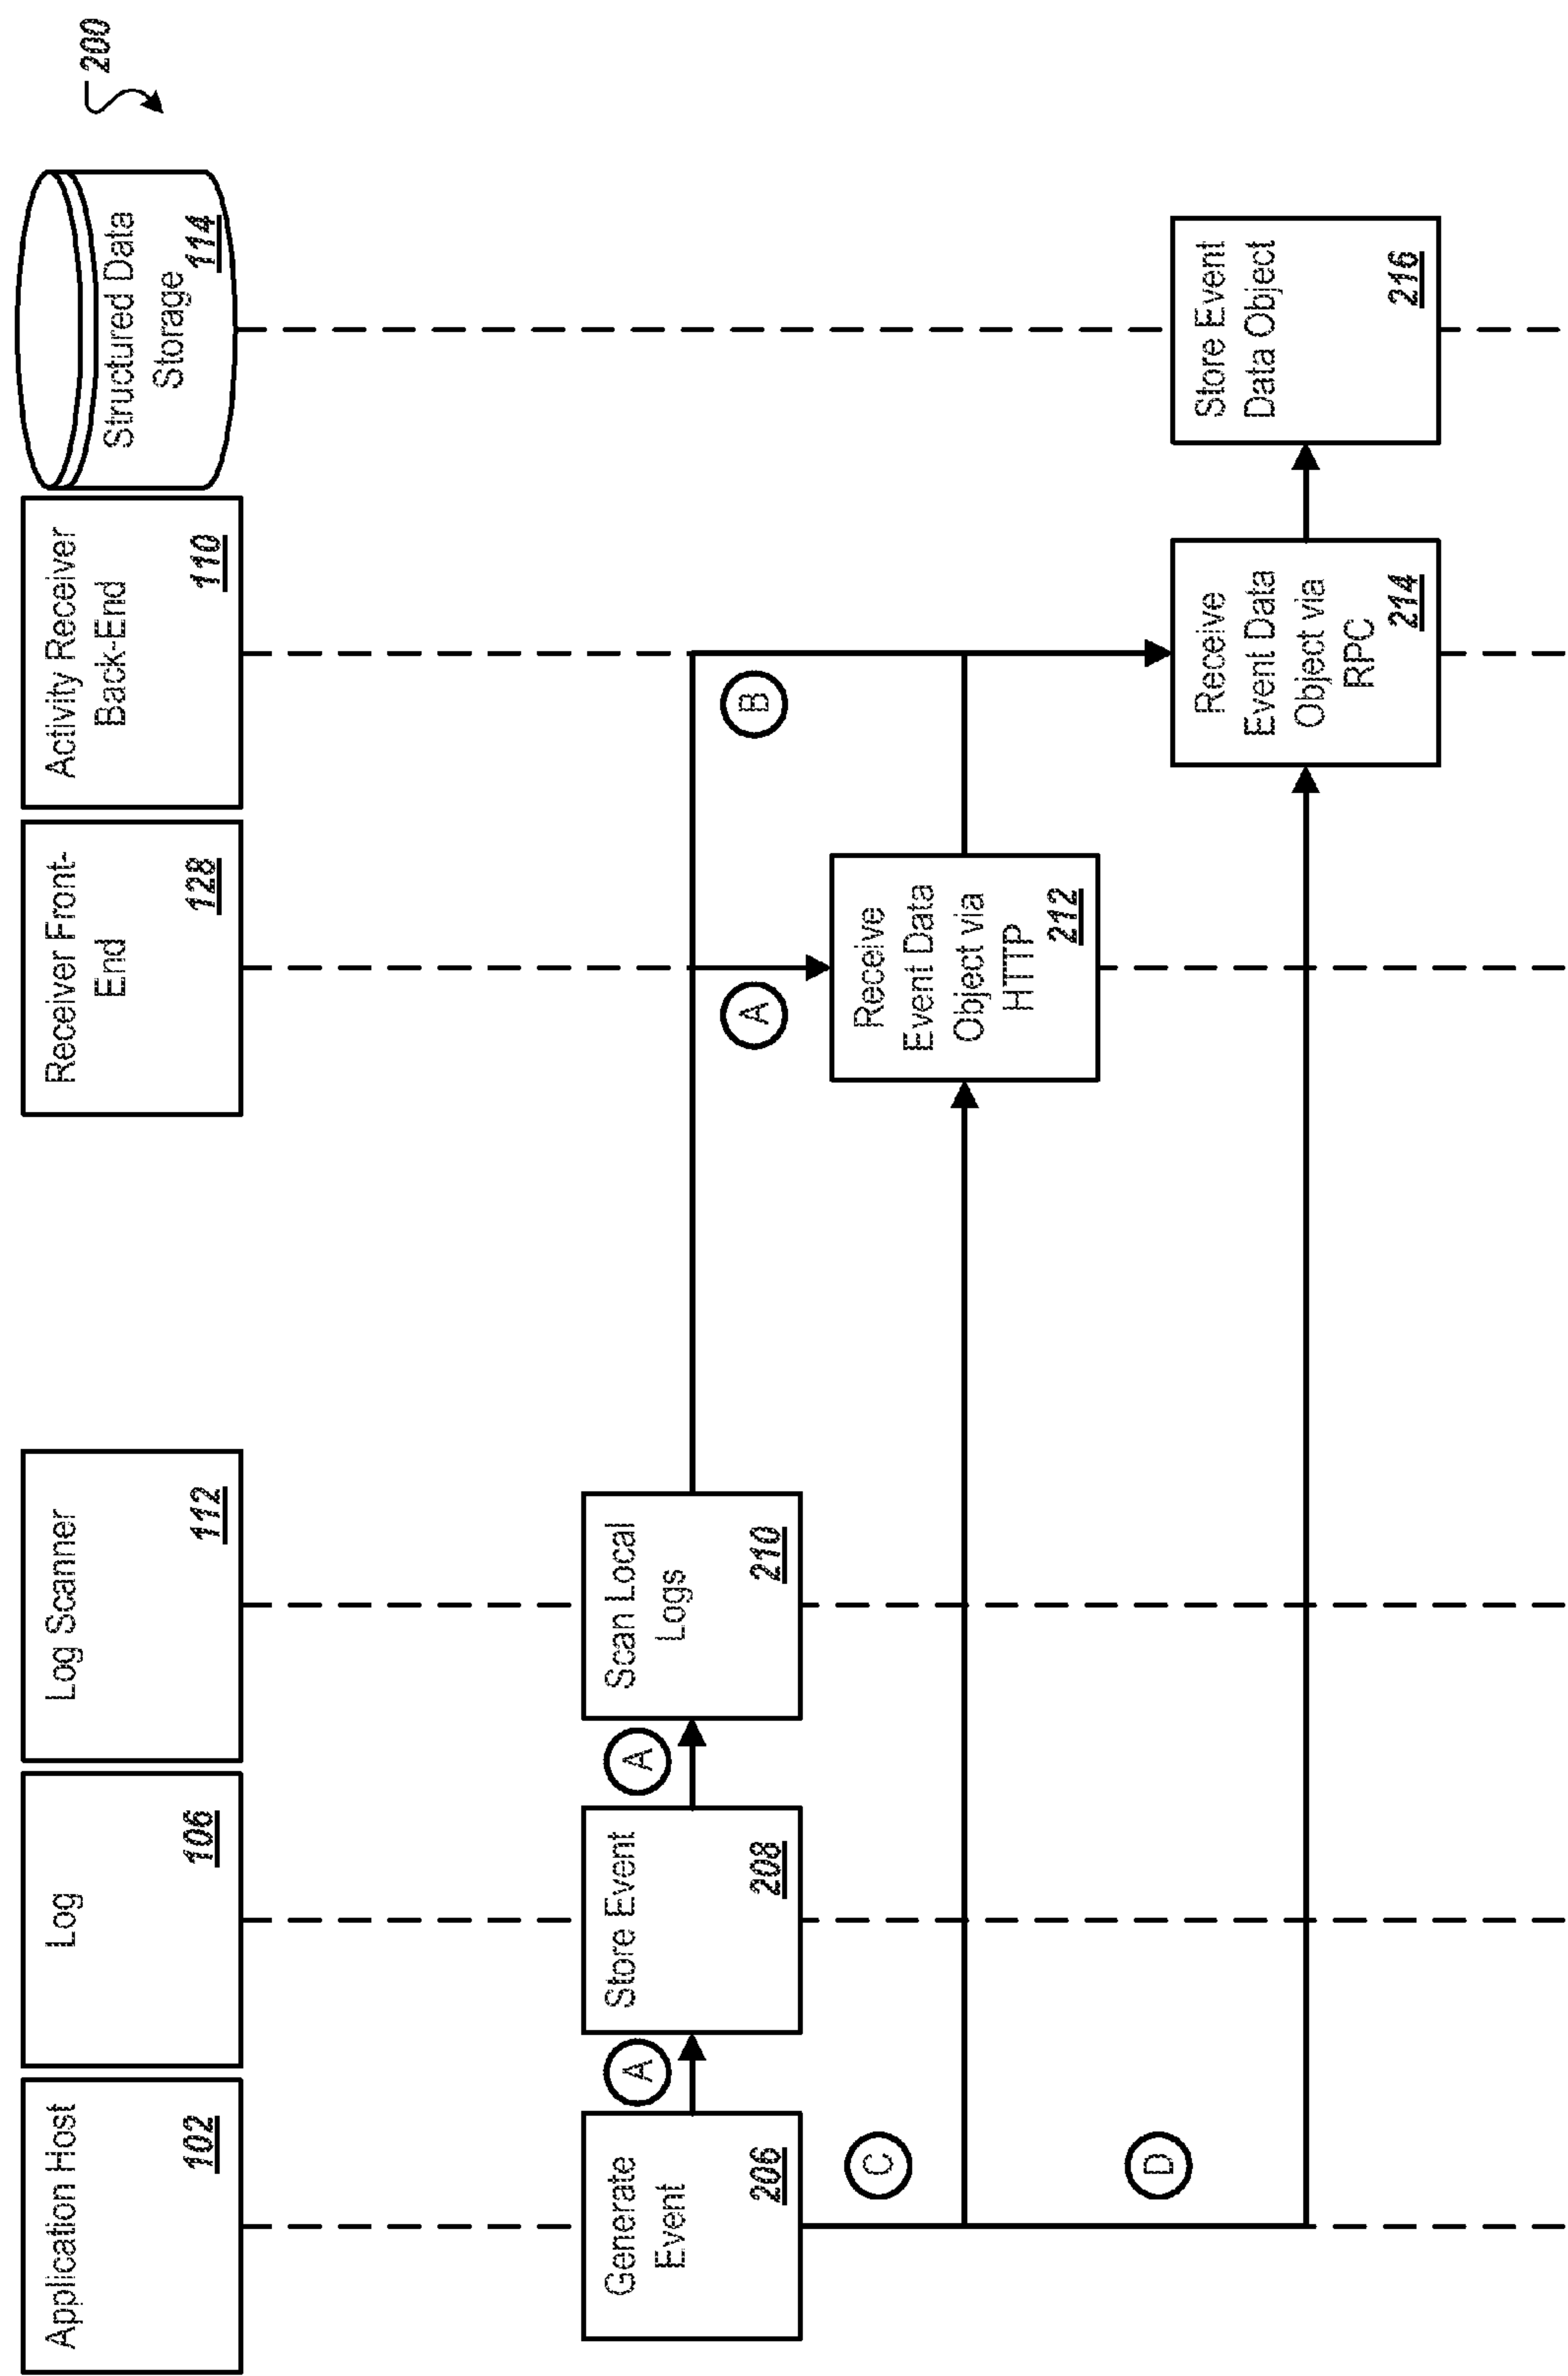 200
Application Host
102
Log
106
Log Scanner
112
Receiver Front-
End
128
Activity Receiver
Back-End
110
Structured Data
Storage
114
Generate
Event
206
A
Store Event
208
A
Scan Local
Logs
210
A
B
C
Receive
Event Data
Object via
HTTP
212
D
Receive
Event Data
Object via
RPC
214
Store Event
Data Object
216